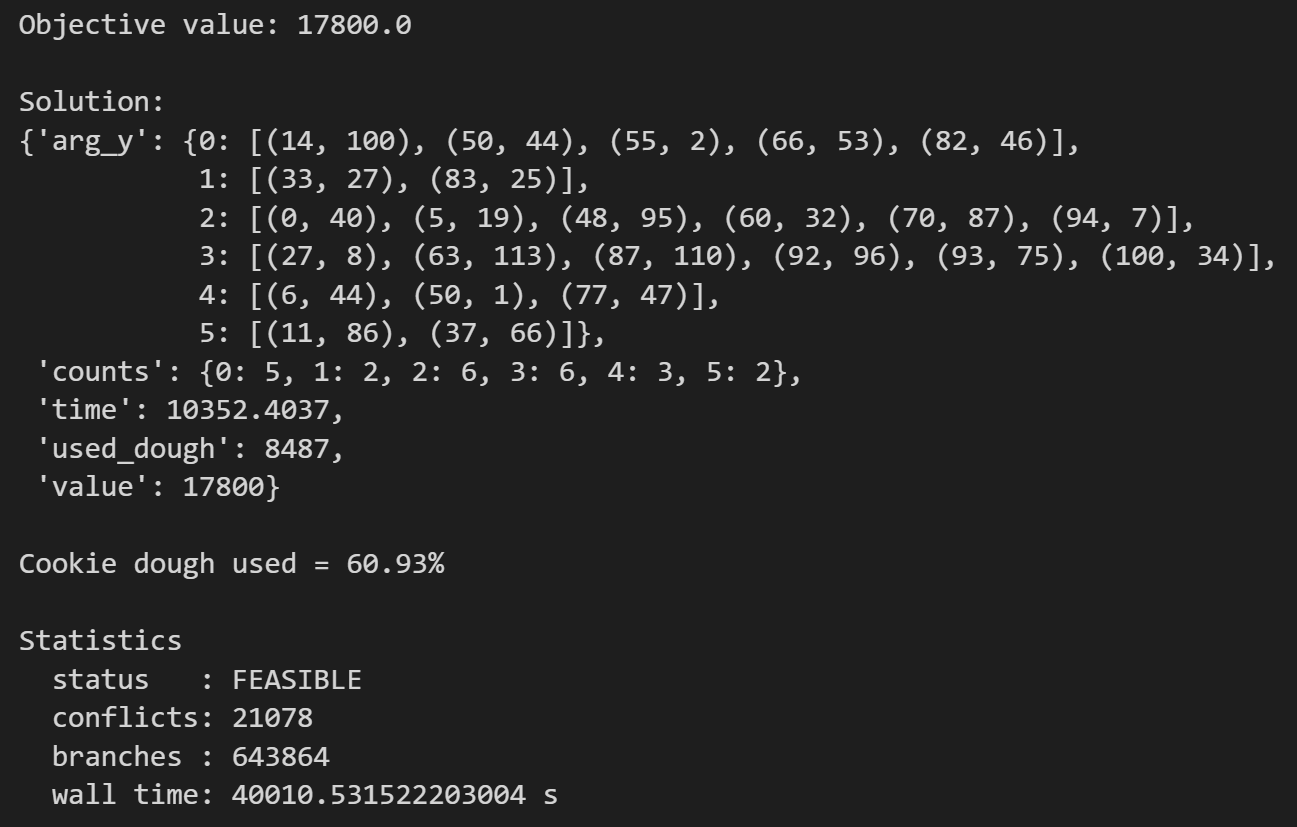 Objective value: 17800.0
Solution:
{'arg_y': {0: [(14, 100), (50, 44), (55, 2), (66, 53), (82, 46)],
1: [(33, 27), (83, 25)],
2: [(0, 40), (5, 19), (48, 95), (60, 32), (70, 87), (94, 7)],
3: [(27, 8), (63, 113), (87, 110), (92, 96), (93, 75), (100, 34)],
4: [(6, 44), (50, 1), (77, 47)],
5: [(11, 86), (37, 66)]},
'counts': {0: 5, 1: 2, 2: 6, 3: 6, 4: 3, 5: 2},
'time': 10352.4037,
'used_dough': 8487,
'value': 17800}
Cookie dough used = 60.93%
Statistics
status   : FEASIBLE
conflicts: 21078
branches : 643864
wall time: 40010.531522203004 s